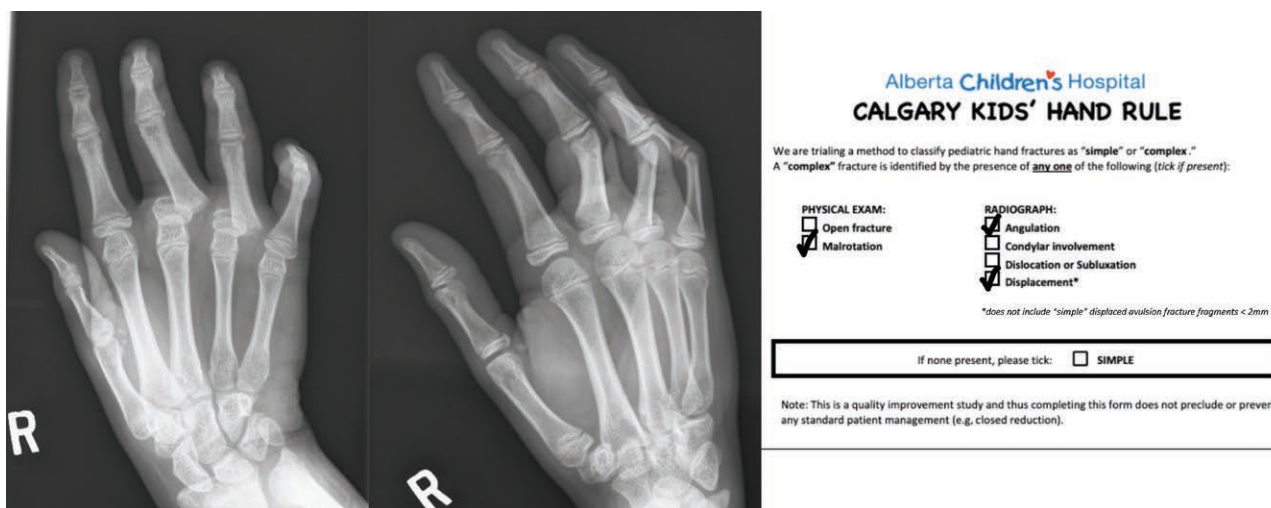 R
R
Alberta Children's Hospital
CALGARY KIDS' HAND RULE
We are trialing a method to classify pediatric hand fractures as "simple" or "complex."
A "complex" fracture is identified by the presence of any one of the following (tick if present):
PHYSICAL EXAM:
Open fracture
Malrotation
RADIOGRAPH:
Angulation
Condylar involvement
Dislocation or Subluxation
Displacement*
*does not include "simple" displaced avulsion fracture fragments < 2mm
If none present, please tick: SIMPLE
Note: This is a quality improvement study and thus completing this form does not preclude or preven
any standard patient management (e.g, closed reduction).